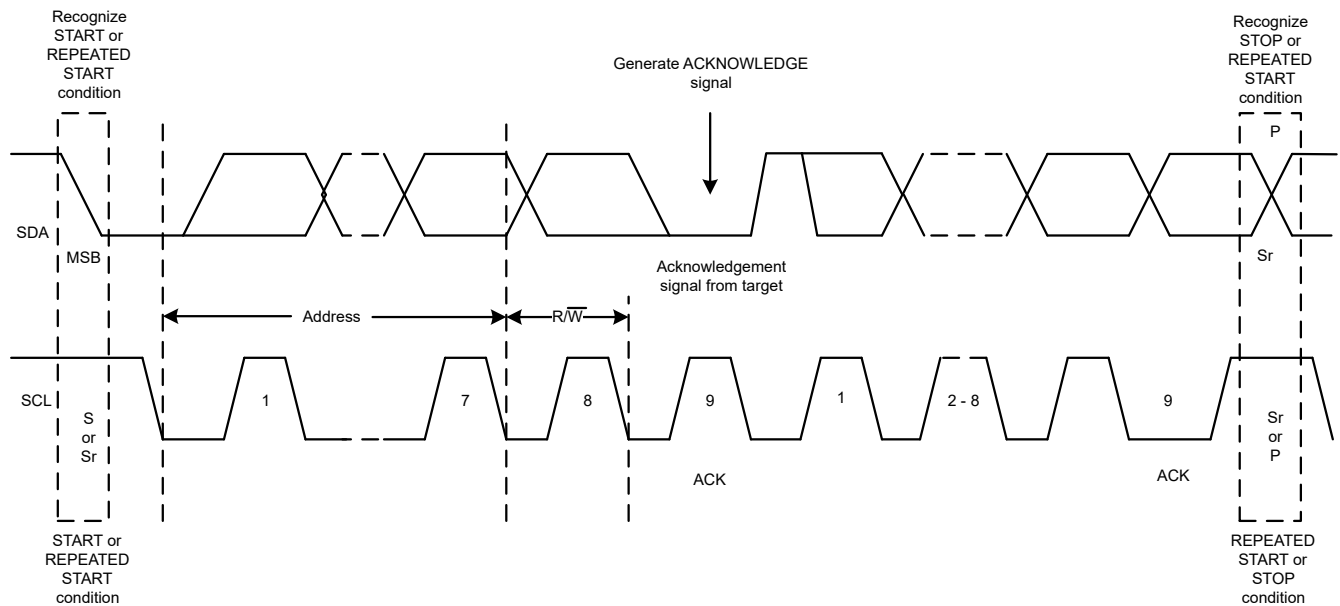 Recognize
START or
REPEATED
START
condition
Generate ACKNOWLEDGE
signal
Recognize
STOP or
REPEATED
START
condition
P
SDA
MSB
Acknowledgement
signal from target
Sr
Address
R/W̅
SCL
S
or
Sr
1
7
8
9
1
2 - 8
9
Sr
or
P
ACK
ACK
START or
REPEATED
START
condition
REPEATED
START or
STOP
condition